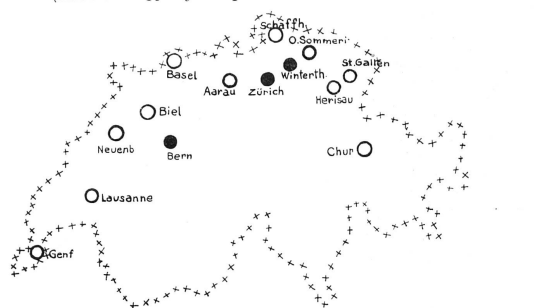 Schaffh.
O.Sommeri
Basel
Aarau
Zürich
Winterth.
St.Gallen
Herisau
Biel
Neuenb
Bern
Chur
Lausanne
Genf